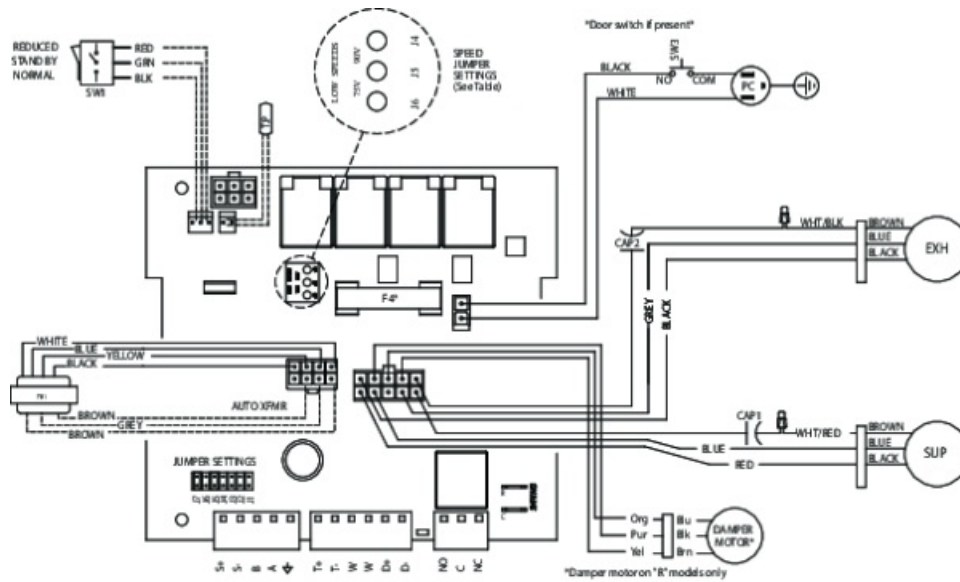 *Door switch if present*
REDUCED
STANDBY
NORMAL
SW1
RED
GRN
BLK
TP
LOW SPEEDS
75V
90V
J4
J5
J6
SPEED
JUMPER
SETTINGS
(See Table)
BLACK
NO
SW3
COM
PC
WHITE
CAP2
WHT/BLK
BROWN
BLUE
BLACK
EXH
GREY
BLACK
F4*
WHITE
BLUE
YELLOW
BLACK
BROWN
GREY
BROWN
AUTO XFMR
JUMPER SETTINGS
CAP1
WHT/RED
BLUE
RED
BROWN
BLUE
BLACK
SUP
S+
S-
B
A
T+
T-
W
W
D+
D-
NO
C
NC
Org
Pur
Yel
Blu
Blk
Brn
DAMPER
MOTOR*
*Damper motor on "R" models only